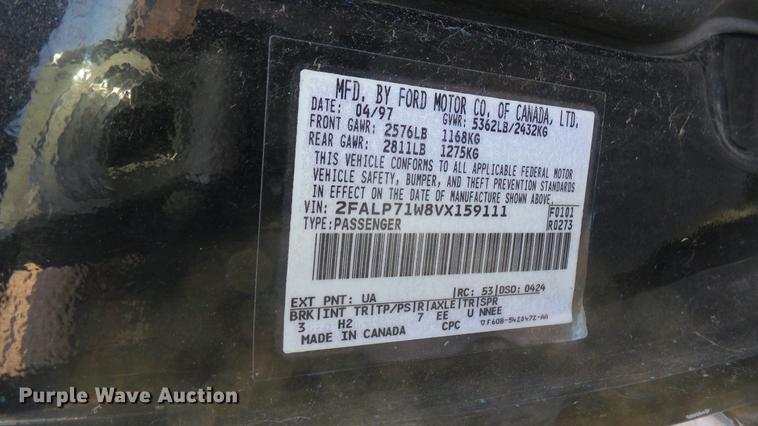 MFD. BY FORD MOTOR CO. OF CANADA, LTD.
DATE: 04/97 GVWR: 5362LB/2432KG
FRONT GAWR: 2576LB 1168KG
REAR GAWR: 2811LB 1275KG
THIS VEHICLE CONFORMS TO ALL APPLICABLE FEDERAL MOTOR
VEHICLE SAFETY, BUMPER, AND THEFT PREVENTION STANDARDS
IN EFFECT ON THE DATE OF MANUFACTURE SHOWN ABOVE.
VIN: 2FALP71W8VX159111 F0101
TYPE: PASSENGER R0273
EXT PNT: UA RC: 53 DSO: 0424
BRK INT TR TP/PS R AXLE TR SPR
3 H2 7 EE U NNEE
MADE IN CANADA CPC
Purple Wave Auction